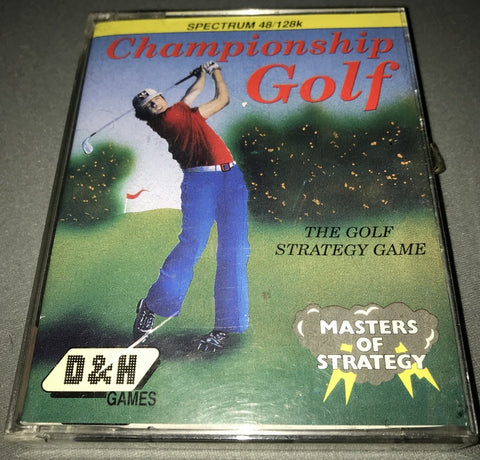 SPECTRUM 48/128k
Championship
Golf
THE GOLF
STRATEGY GAME
MASTERS
OF
STRATEGY
D&H
GAMES